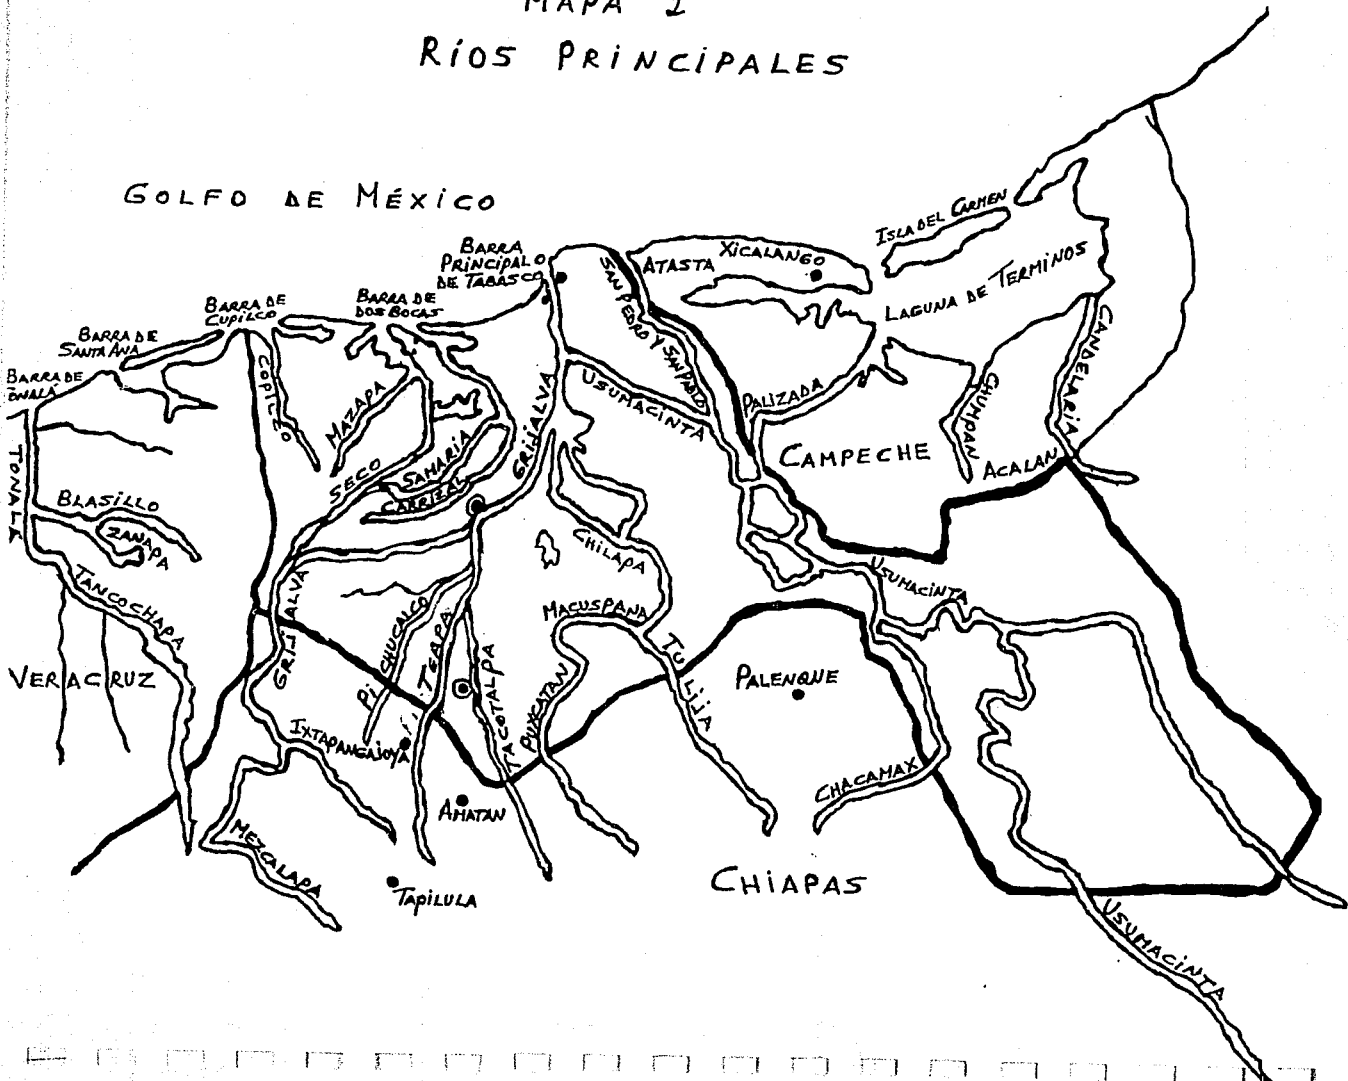 MAPA 2
RÍOS PRINCIPALES
GOLFO DE MÉXICO
ISLA DEL CARMEN
BARRA
PRINCIPAL O
DE TABASCO
ATASTA
XICALANGO
LAGUNA DE TERMINOS
SAN PEDRO Y SAN PABLO
BARRA DE
CUPILCO
BARRA DE
DOS BOCAS
BARRA DE
SANTA ANA
BARRA DE
TONALÁ
COPILZO
MAZAPA
GRIJALVA
USUMACINTA
PALIZADA
CHUMPAN
CANDELARIA
TONALÁ
SECO
SAMARIA
CARRIZAL
CAMPECHE
ACALAN
BLASILLO
ZANAPA
CHILAPA
TANCOCHAPA
GRIJALVA
PICHUCALCO
TEAPA
TACOTALPA
MACUSPANA
PUXCATAN
TULIJA
USUMACINTA
VERACRUZ
PALENQUE
IXTAPANGAJOYA
CHACAMAX
AMATAN
MEZCALAPA
TAPILULA
CHIAPAS
USUMACINTA